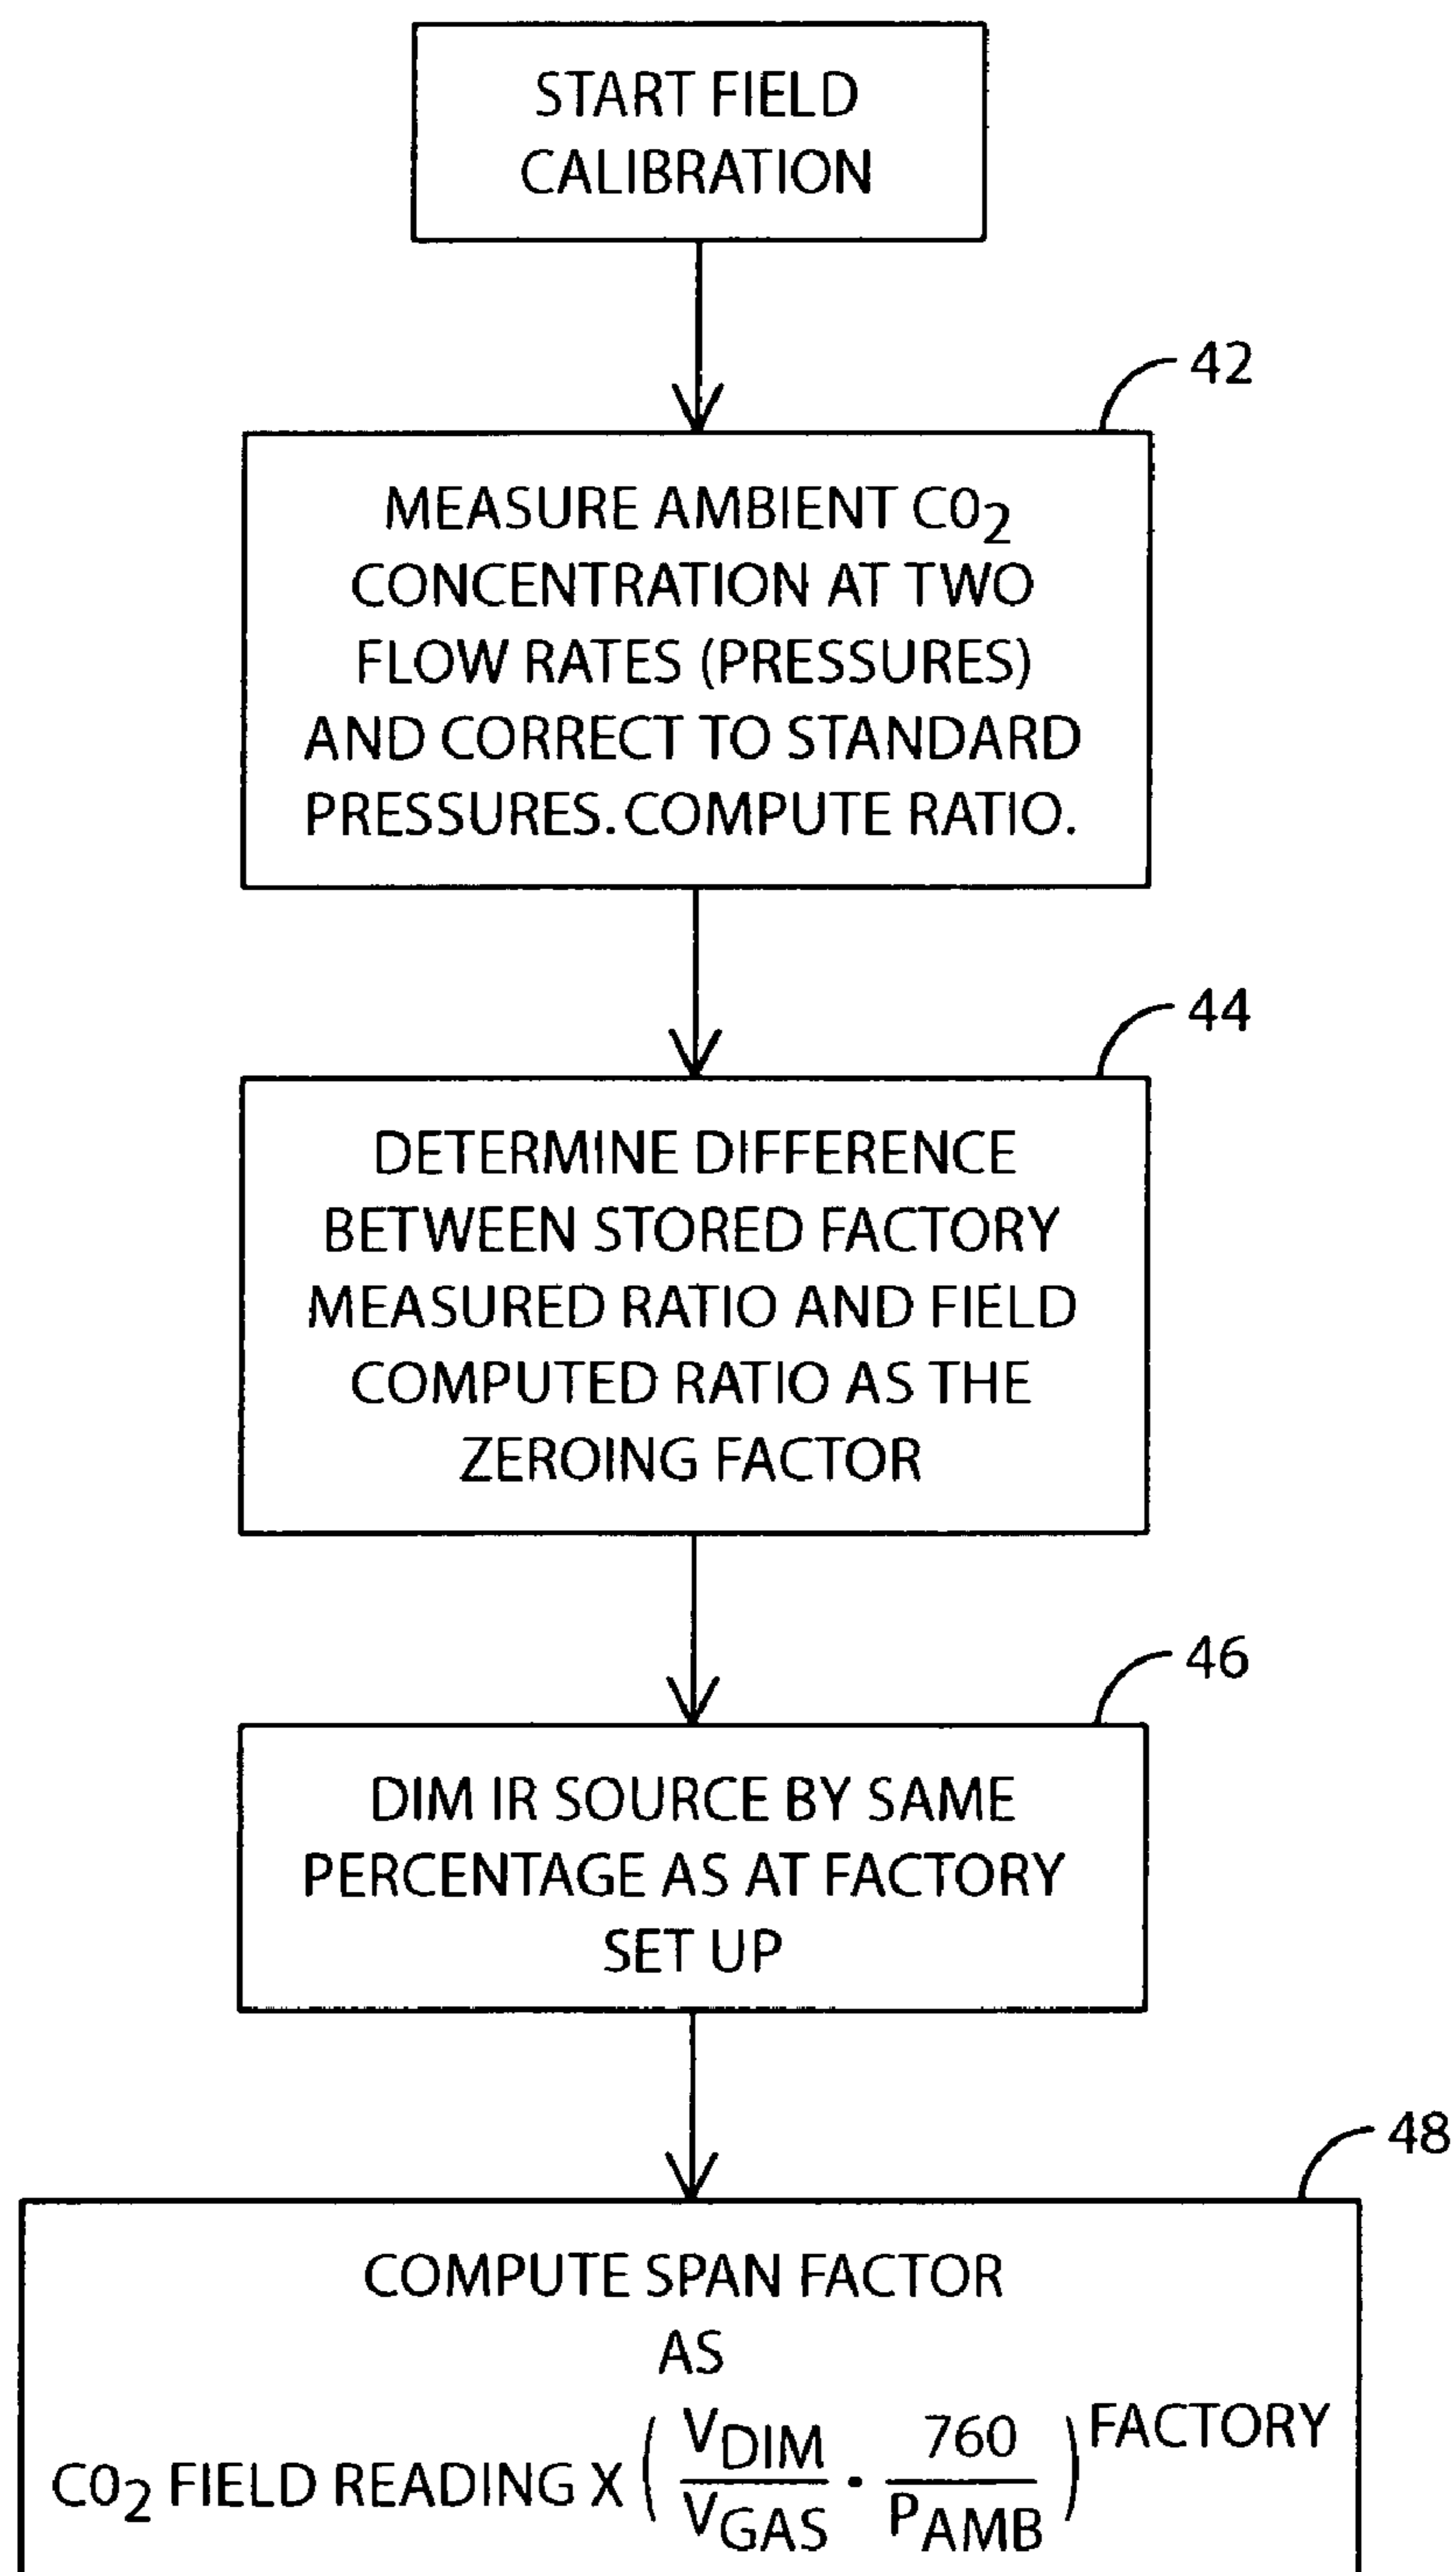 START FIELD
CALIBRATION
42
MEASURE AMBIENT C0₂
CONCENTRATION AT TWO
FLOW RATES (PRESSURES)
AND CORRECT TO STANDARD
PRESSURES. COMPUTE RATIO.
44
DETERMINE DIFFERENCE
BETWEEN STORED FACTORY
MEASURED RATIO AND FIELD
COMPUTED RATIO AS THE
ZEROING FACTOR
46
DIM IR SOURCE BY SAME
PERCENTAGE AS AT FACTORY
SET UP
48
COMPUTE SPAN FACTOR
AS
C0₂ FIELD READING X ( V_DIM / V_GAS · 760 / P_AMB ) FACTORY